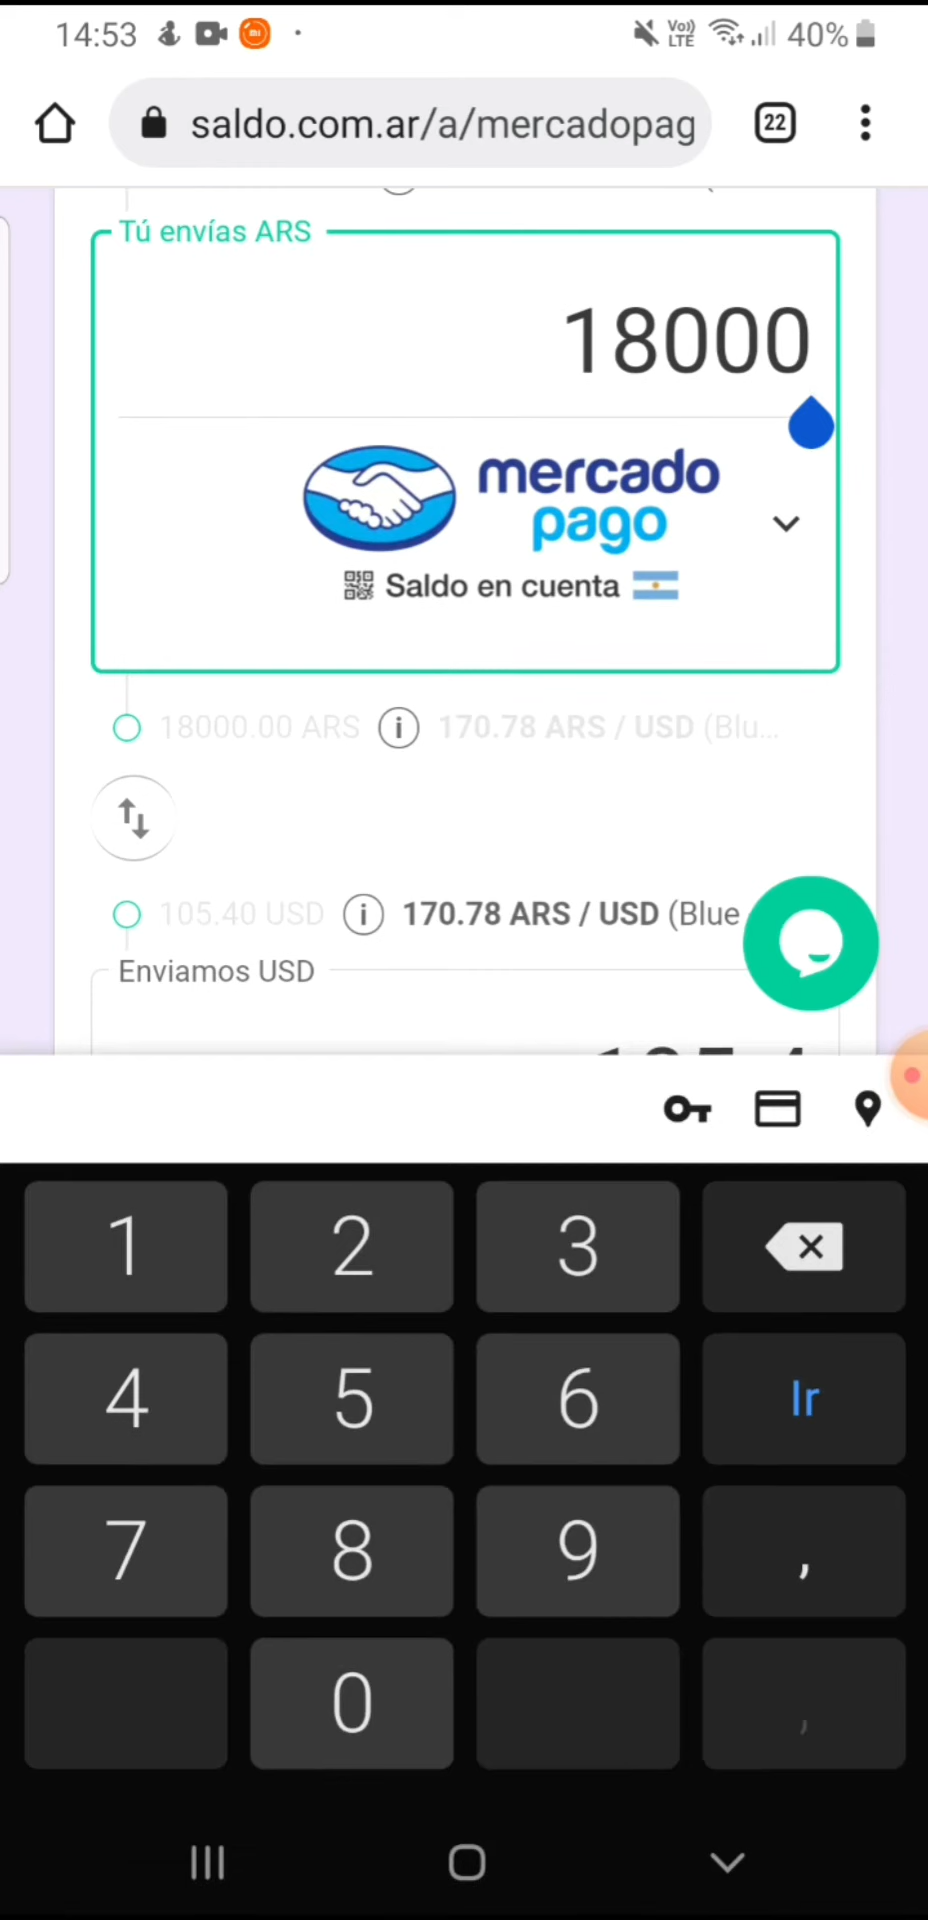 14:53
Vo))
LTE
40%
saldo.com.ar/a/mercadopag
22
Tú envías ARS
18000
mercado
pago
Saldo en cuenta
18000.00 ARS i 170.78 ARS / USD (Blu...
105.40 USD i 170.78 ARS / USD (Blue
Enviamos USD
1 2 3
4 5 6 Ir
7 8 9 ,
0 ,